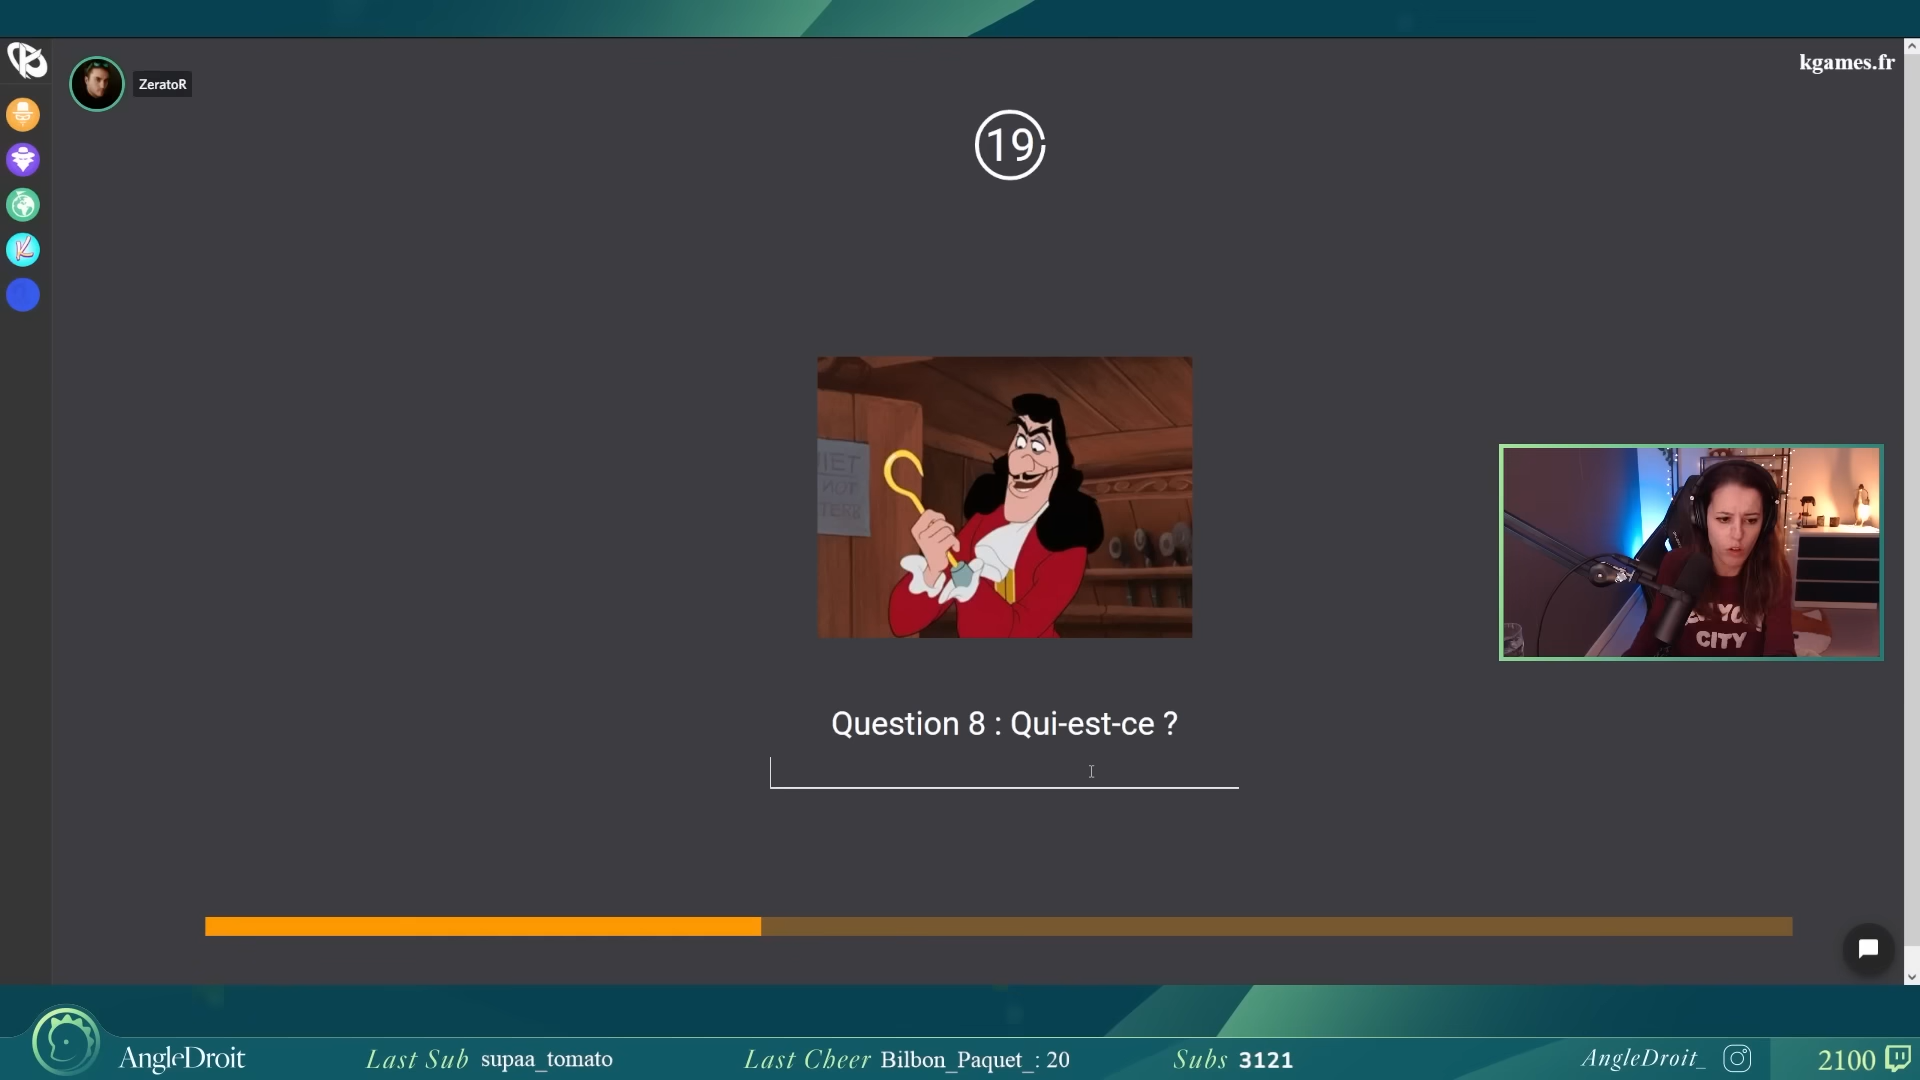 kgames.fr
ZeratoR
19
Question 8 : Qui-est-ce ?
CITY
AngleDroit
Last Sub supaa_tomato
Last Cheer Bilbon_Paquet_: 20
Subs 3121
AngleDroit_
2100